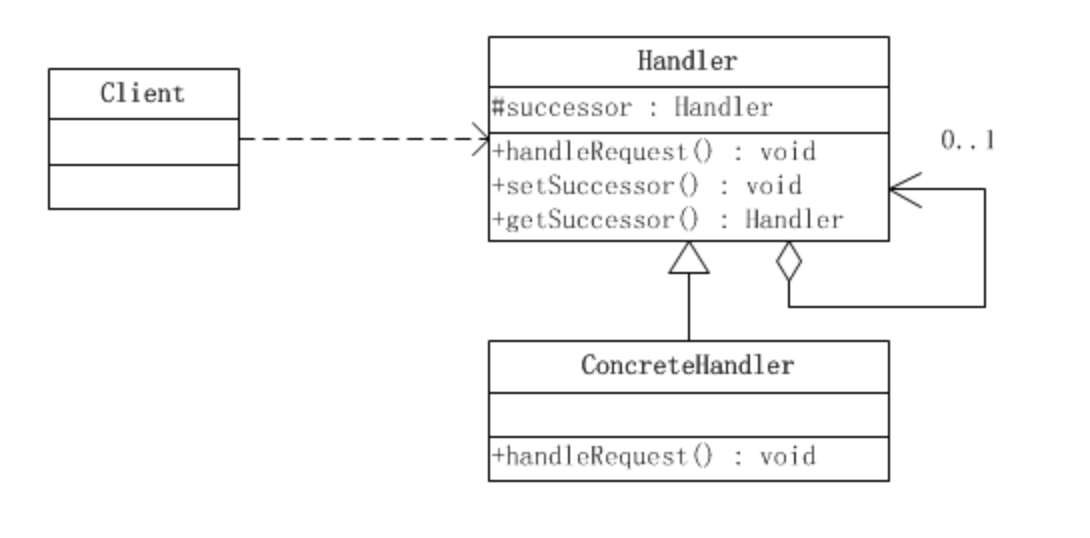 Client
Handler
#successor : Handler
+handleRequest() : void
+setSuccessor() : void
+getSuccessor() : Handler
0..1
ConcreteHandler
+handleRequest() : void